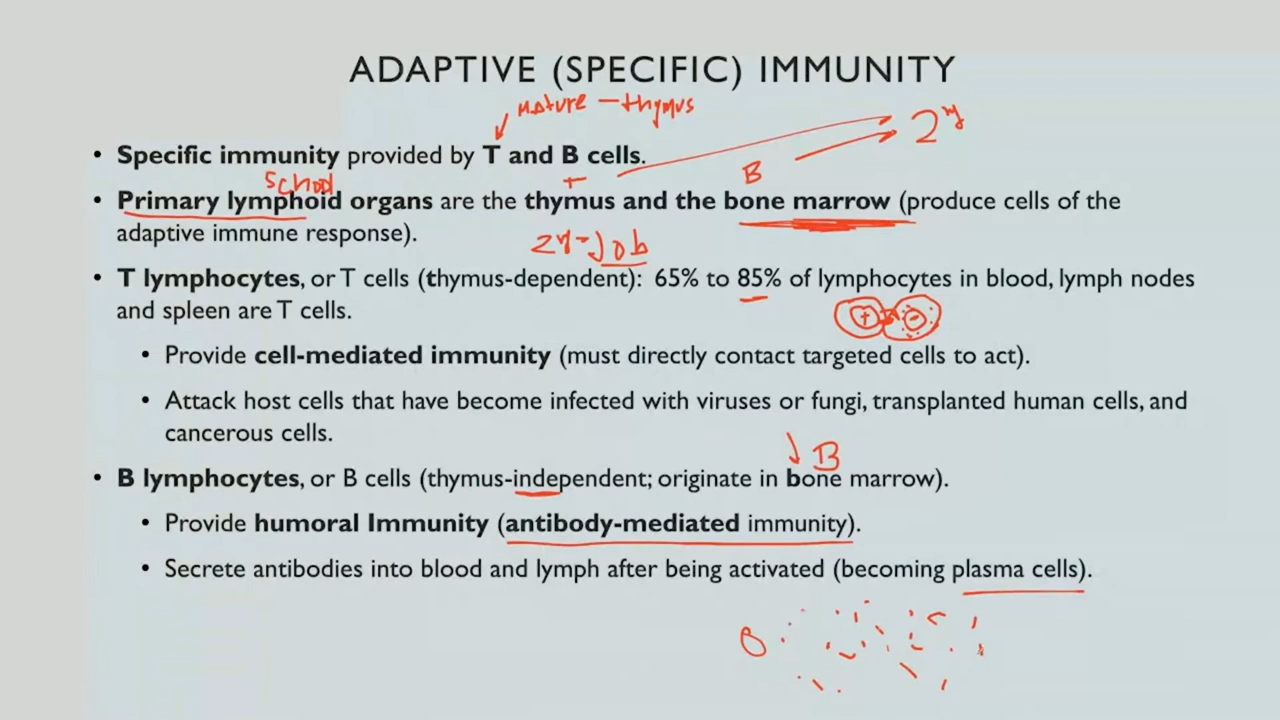 ADAPTIVE (SPECIFIC) IMMUNITY
mature - thymus
2ry
• Specific immunity provided by T and B cells.
School T B
• Primary lymphoid organs are the thymus and the bone marrow (produce cells of the
adaptive immune response).
2ry - Job
• T lymphocytes, or T cells (thymus-dependent): 65% to 85% of lymphocytes in blood, lymph nodes
and spleen are T cells.
• Provide cell-mediated immunity (must directly contact targeted cells to act).
• Attack host cells that have become infected with viruses or fungi, transplanted human cells, and
cancerous cells.
B
• B lymphocytes, or B cells (thymus-independent; originate in bone marrow).
• Provide humoral Immunity (antibody-mediated immunity).
• Secrete antibodies into blood and lymph after being activated (becoming plasma cells).
B